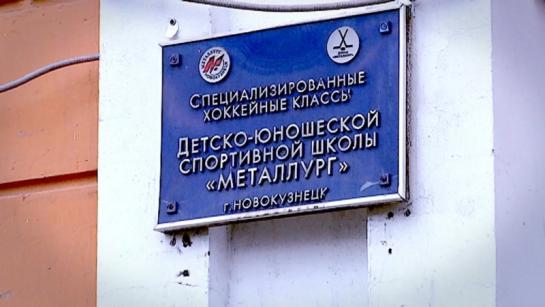 СПЕЦИАЛИЗИРОВАННЫЕ
ХОККЕЙНЫЕ КЛАССЫ
ДЕТСКО-ЮНОШЕСКОЙ
СПОРТИВНОЙ ШКОЛЫ
«МЕТАЛЛУРГ»
Г.НОВОКУЗНЕЦК